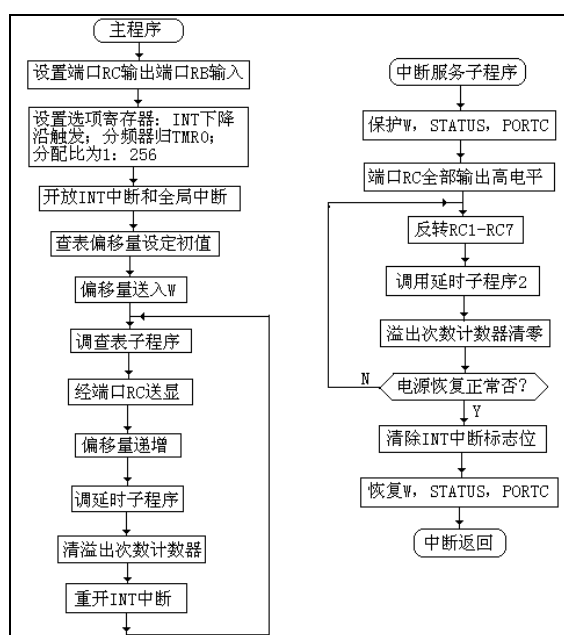 主程序
设置端口RC输出端口RB输入
设置选项寄存器：INT下降
沿触发；分频器归TMR0；
分配比为1：256
开放INT中断和全局中断
查表偏移量设定初值
偏移量送入W
调查表子程序
经端口RC送显
偏移量递增
调延时子程序
清溢出次数计数器
重开INT中断
中断服务子程序
保护W，STATUS，PORTC
端口RC全部输出高电平
反转RC1-RC7
调用延时子程序2
溢出次数计数器清零
N
电源恢复正常否？
Y
清除INT中断标志位
恢复W，STATUS，PORTC
中断返回